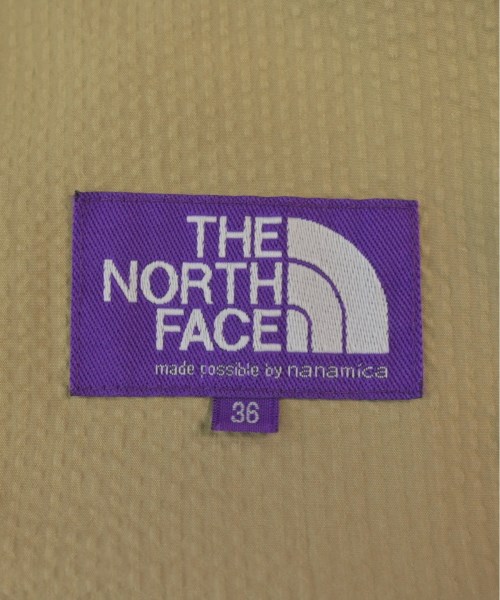 THE
NORTH
FACE
made possible by nanamica
36